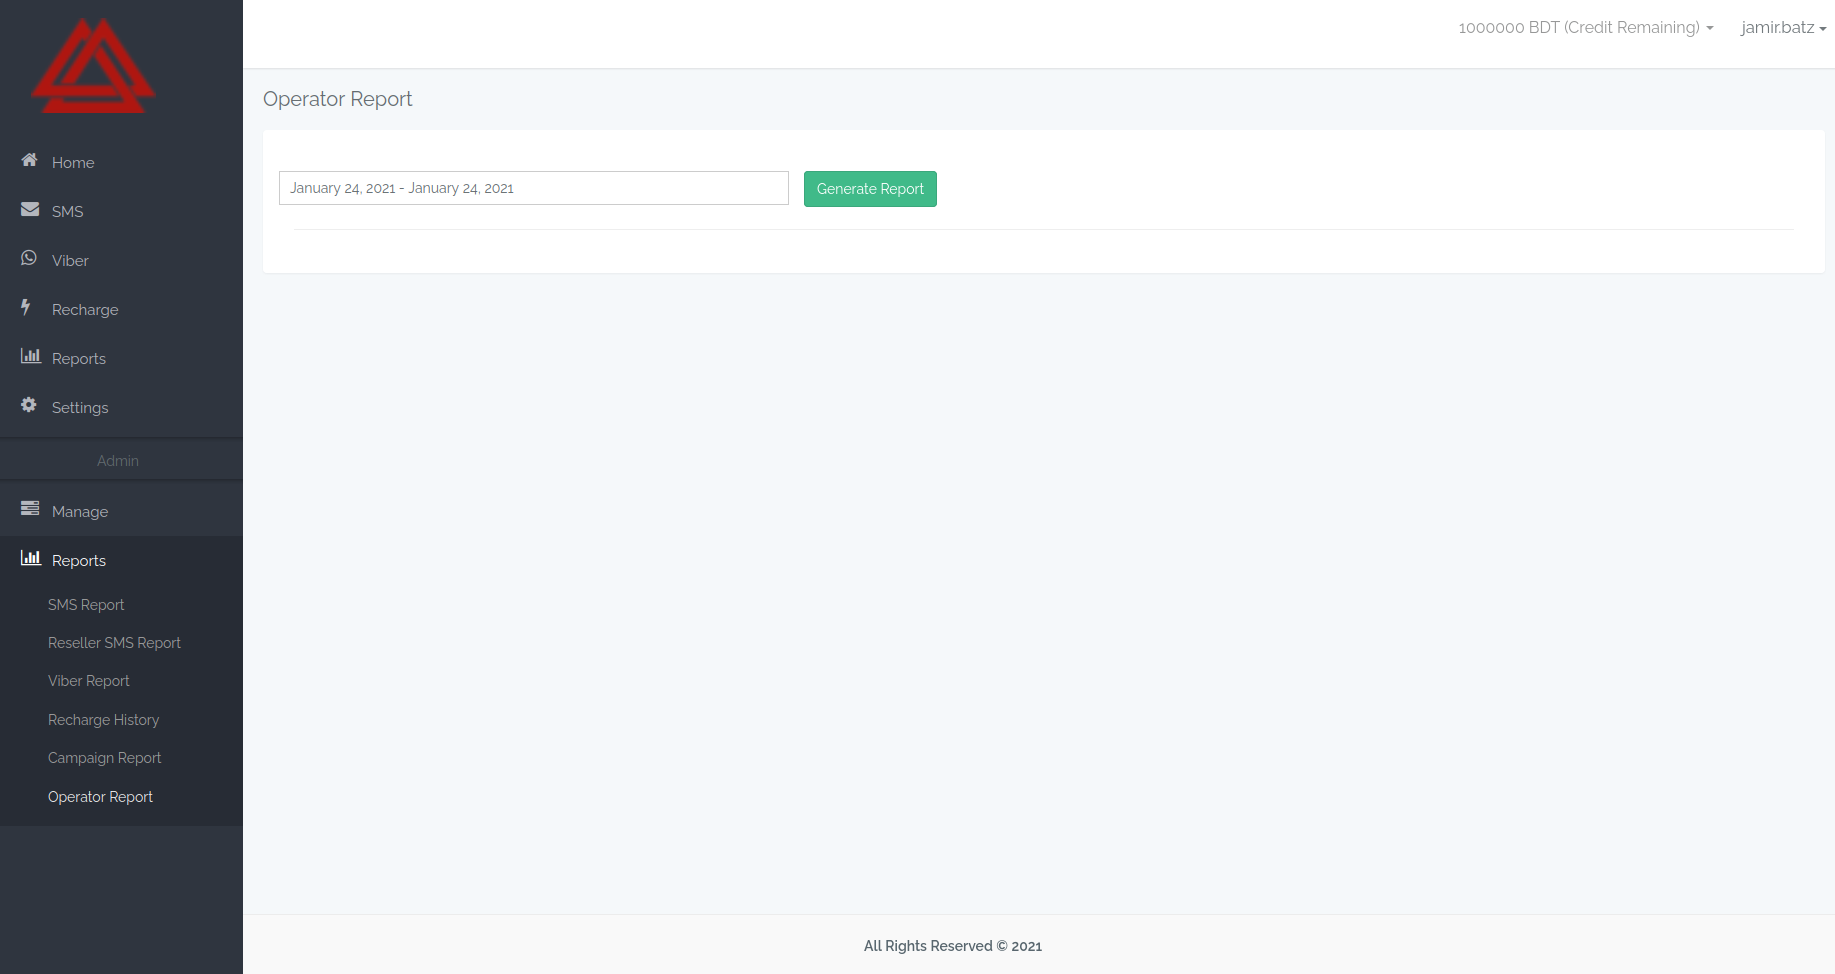 1000000 BDT (Credit Remaining)
jamir.batz
Home
SMS
Viber
Recharge
Reports
Settings
Admin
Manage
Reports
SMS Report
Reseller SMS Report
Viber Report
Recharge History
Campaign Report
Operator Report
Operator Report
January 24, 2021 - January 24, 2021
Generate Report
All Rights Reserved © 2021